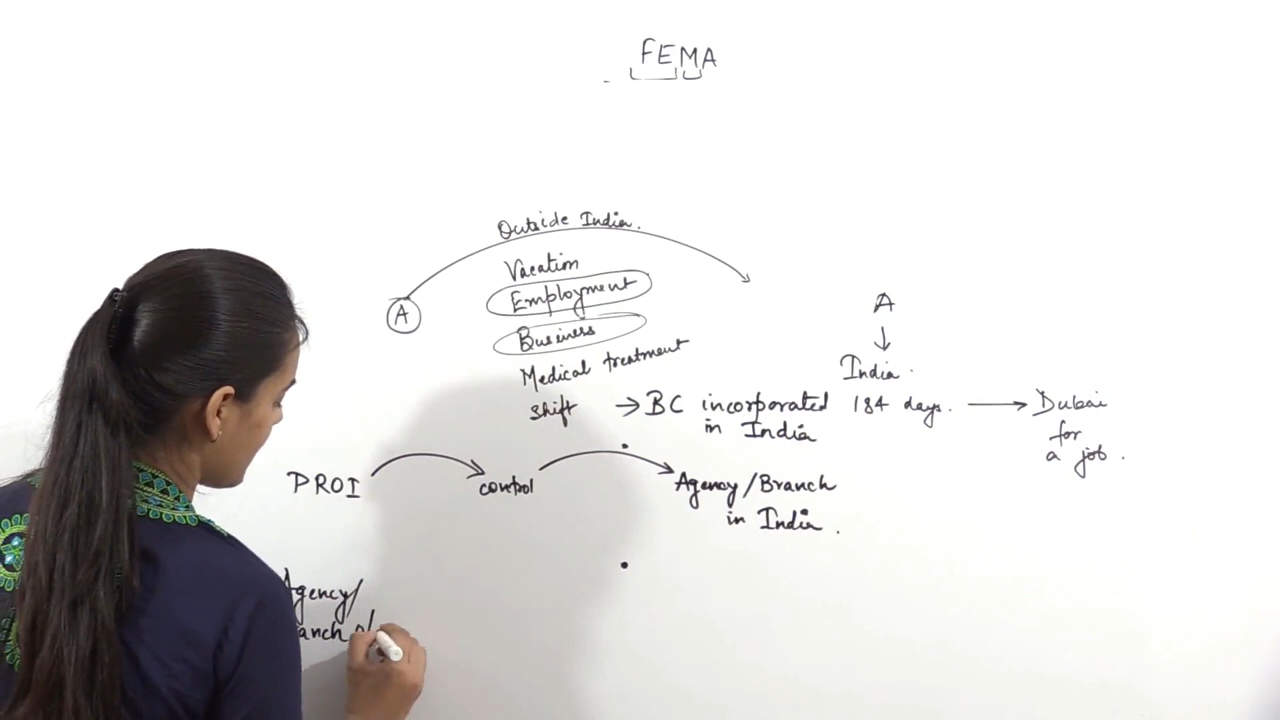 FEMA
Outside India.
Vacation
Employment
A
Business
Medical treatment
shift
→ BC incorporated
in India
A
↓
India.
184 days. → Dubai
for
a job.
PROI
control
Agency/Branch
in India.
Agency/